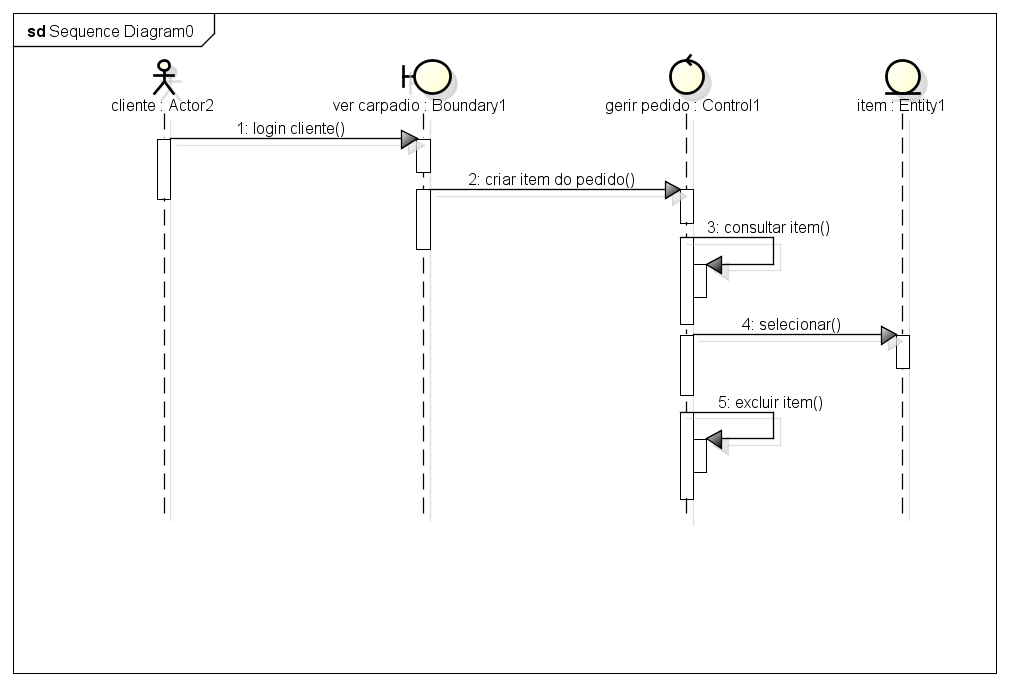 sd Sequence Diagram0
cliente : Actor2
ver carpadio : Boundary1
gerir pedido : Control1
item : Entity1
1: login cliente()
2: criar item do pedido()
3: consultar item()
4: selecionar()
5: excluir item()